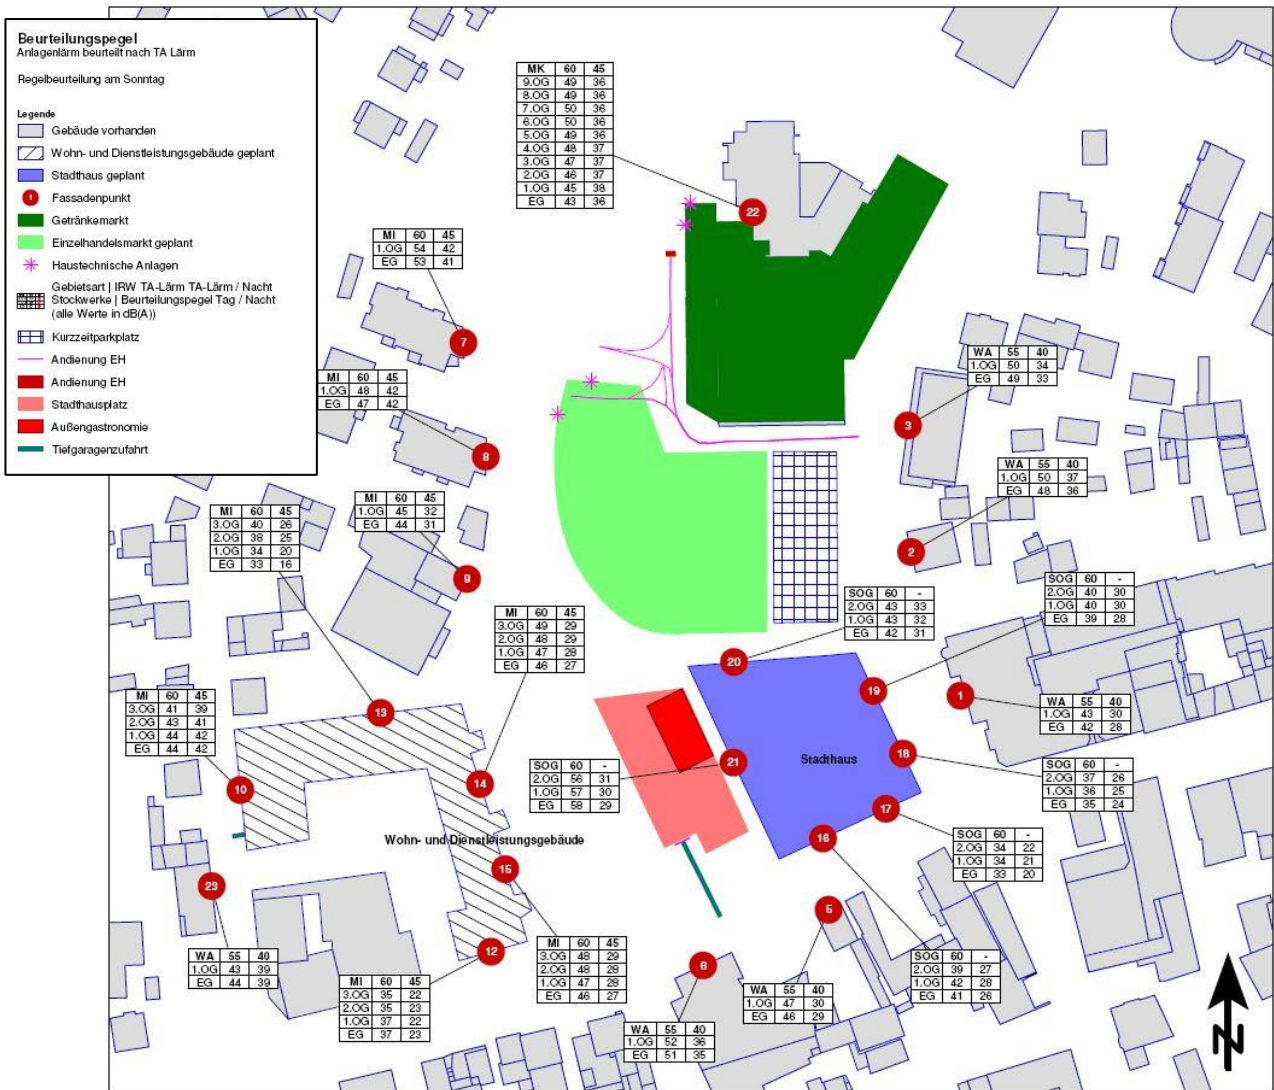 Beurteilungspegel
Anlagenlärm beurteilt nach TA Lärm
Regelbeurteilung am Sonntag
Legende
Gebäude vorhanden
Wohn- und Dienstleistungsgebäude geplant
Stadthaus geplant
1 Fassadenpunkt
Getränkemarkt
Einzelhandelsmarkt geplant
Haustechnische Anlagen
Gebietsart | IRW TA-Lärm TA-Lärm / Nacht
Stockwerke | Beurteilungspegel Tag / Nacht
(alle Werte in dB(A))
Kurzzeitparkplatz
Andienung EH
Andienung EH
Stadthausplatz
Außengastronomie
Tiefgaragenzufahrt
MK 60 45
9.OG 49 36
8.OG 49 36
7.OG 50 36
6.OG 50 36
5.OG 49 36
4.OG 48 37
3.OG 47 37
2.OG 46 37
1.OG 45 38
EG 43 36
22
MI 60 45
1.OG 54 42
EG 53 41
7
MI 60 45
1.OG 48 42
EG 47 42
8
WA 55 40
1.OG 50 34
EG 49 33
3
WA 55 40
1.OG 50 37
EG 48 36
2
MI 60 45
1.OG 45 32
EG 44 31
9
MI 60 45
3.OG 40 26
2.OG 38 25
1.OG 34 20
EG 33 16
13
MI 60 45
3.OG 49 29
2.OG 48 29
1.OG 47 28
EG 46 27
14
SOG 60 -
2.OG 43 33
1.OG 43 32
EG 42 31
20
SOG 60 -
2.OG 40 30
1.OG 40 30
EG 39 28
19
MI 60 45
3.OG 41 39
2.OG 43 41
1.OG 44 42
EG 44 42
10
WA 55 40
1.OG 43 30
EG 42 28
1
SOG 60 -
2.OG 56 31
1.OG 57 30
EG 58 29
21
Stadthaus
18
SOG 60 -
2.OG 37 26
1.OG 36 25
EG 35 24
17
SOG 60 -
2.OG 34 22
1.OG 34 21
EG 33 20
16
Wohn- und Dienstleistungsgebäude
15
23
5
12
6
WA 55 40
1.OG 43 39
EG 44 39
MI 60 45
3.OG 35 22
2.OG 35 23
1.OG 37 22
EG 37 23
MI 60 45
3.OG 48 29
2.OG 48 28
1.OG 47 28
EG 46 27
WA 55 40
1.OG 47 30
EG 46 29
SOG 60 -
2.OG 39 27
1.OG 42 28
EG 41 26
WA 55 40
1.OG 52 36
EG 51 35
N